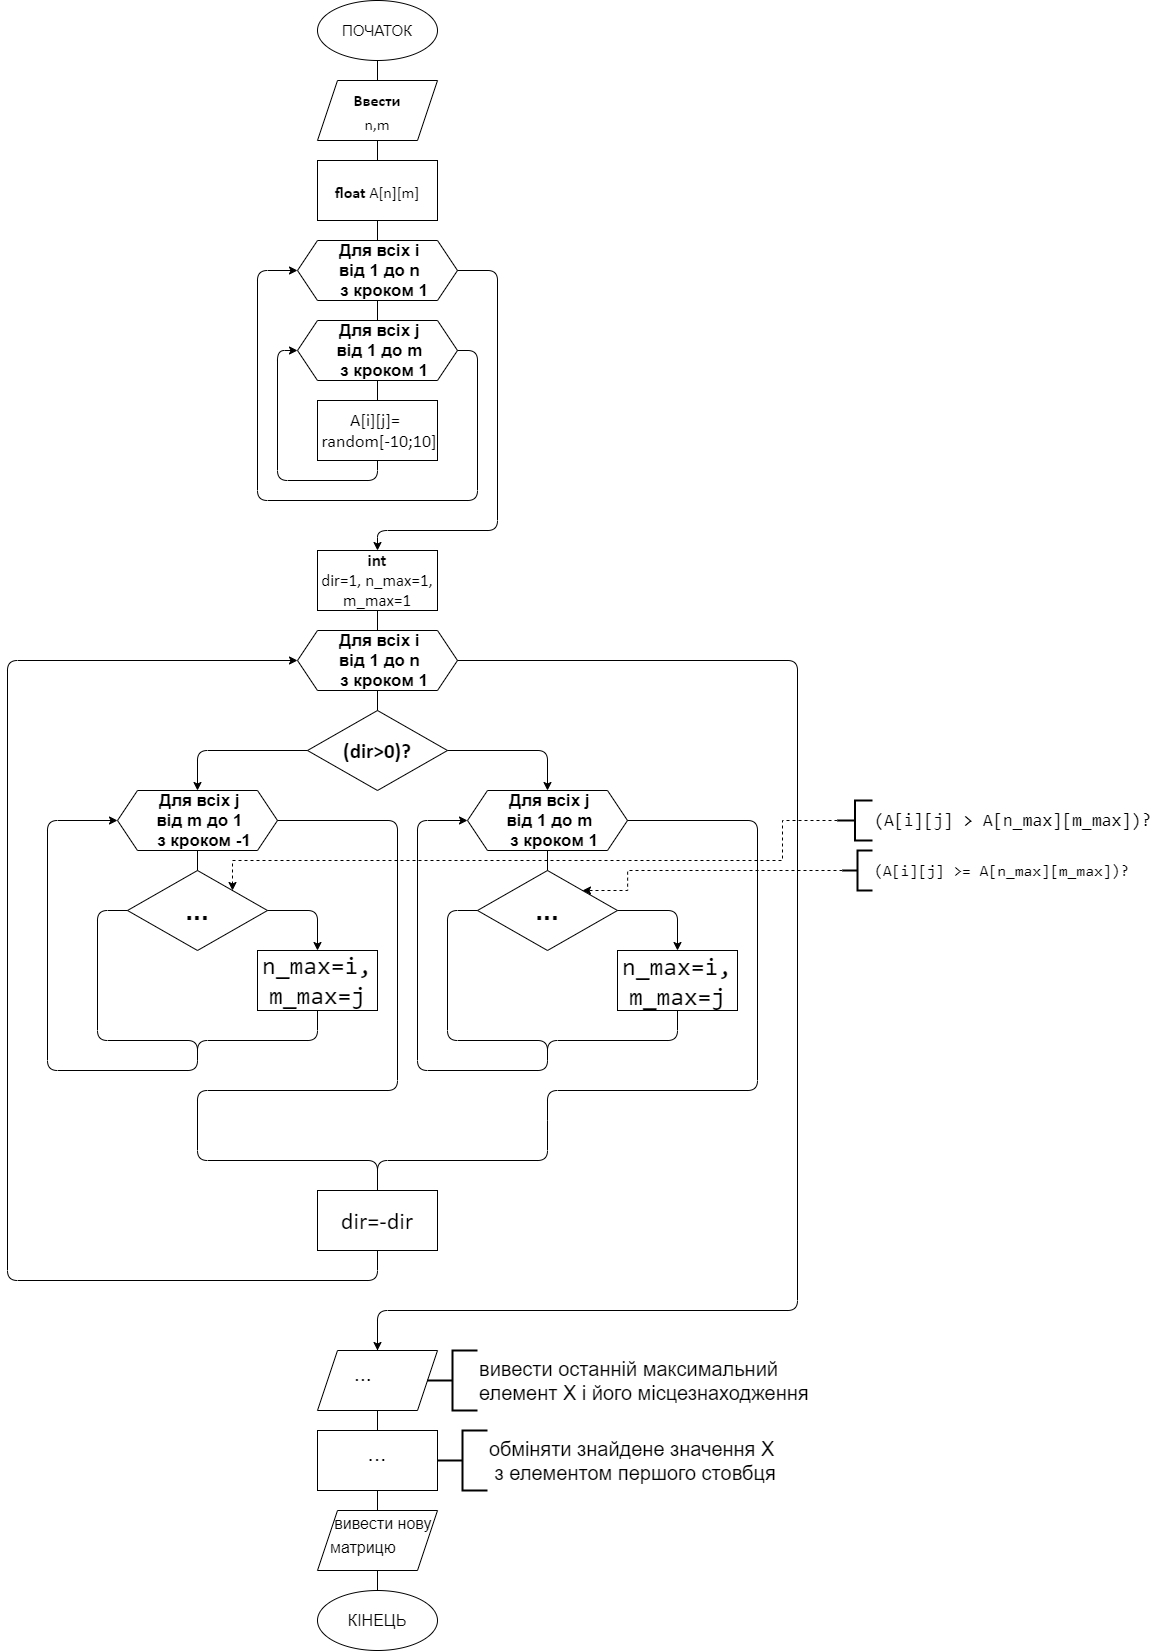 ПОЧАТОК
Ввести
n,m
float A[n][m]
Для всіх i
від 1 до n
з кроком 1
Для всіх j
від 1 до m
з кроком 1
A[i][j]=
random[-10;10]
int
dir=1, n_max=1,
m_max=1
Для всіх i
від 1 до n
з кроком 1
(dir>0)?
Для всіх j
від m до 1
з кроком -1
Для всіх j
від 1 до m
з кроком 1
(A[i][j] > A[n_max][m_max])?
(A[i][j] >= A[n_max][m_max])?
...
...
n_max=i,
m_max=j
n_max=i,
m_max=j
dir=-dir
...
вивести останній максимальний
елемент X і його місцезнаходження
...
обміняти знайдене значення X
з елементом першого стовбця
вивести нову
матрицю
КІНЕЦЬ